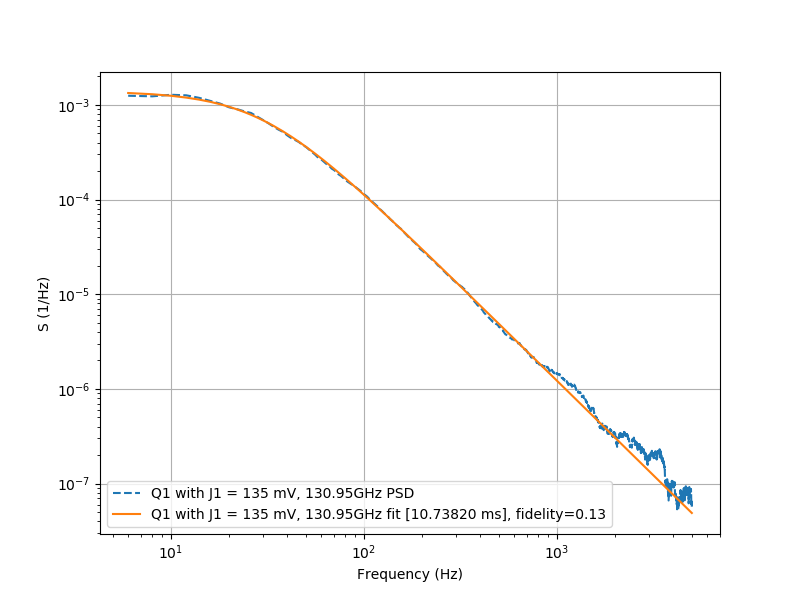 10⁻³
10⁻⁴
10⁻⁵
10⁻⁶
10⁻⁷
S (1/Hz)
Q1 with J1 = 135 mV, 130.95GHz PSD
Q1 with J1 = 135 mV, 130.95GHz fit [10.73820 ms], fidelity=0.13
10¹ 10² 10³
Frequency (Hz)